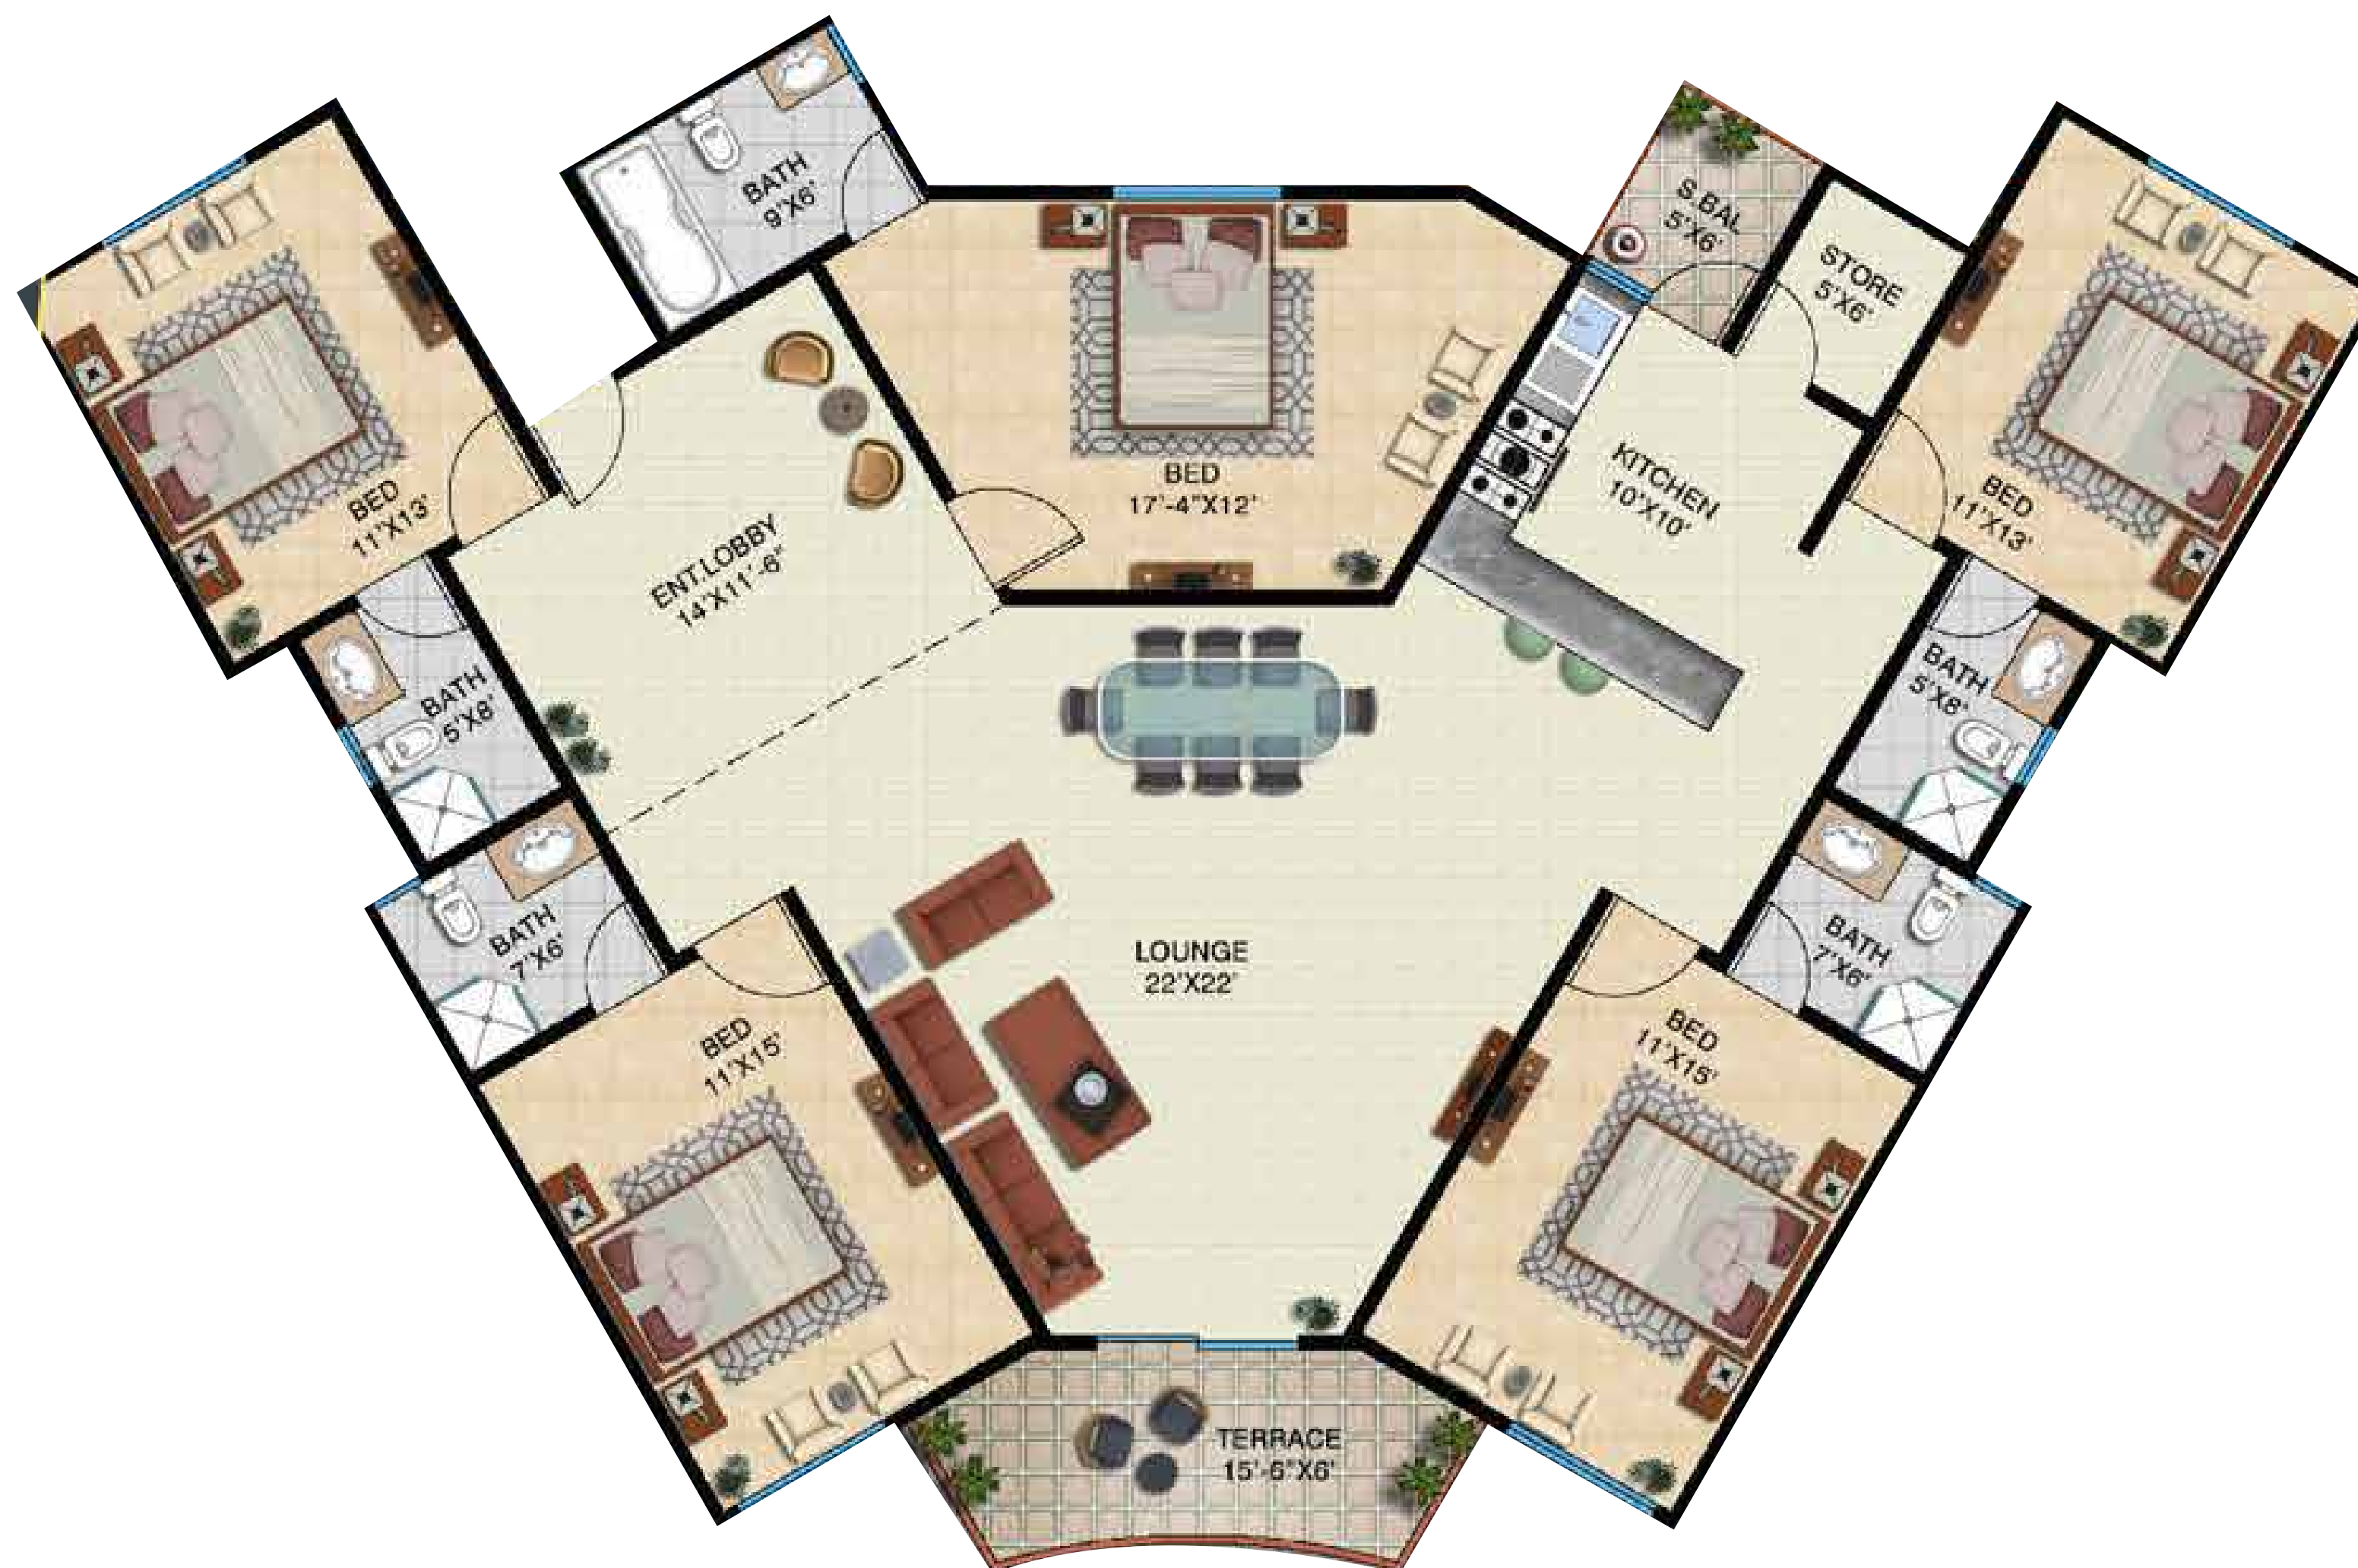 BATH
9'X6'
S.BAL
5'X6'
STORE
5'X6'
BED
17'-4"X12'
BED
11'X13'
KITCHEN
10'X10'
BED
11'X13'
ENT.LOBBY
14'X11'-6"
BATH
5'X8'
BATH
5'X8'
BATH
7'X6'
LOUNGE
22'X22'
BATH
7'X6'
BED
11'X15'
BED
11'X15'
TERRACE
15'-6"X6'